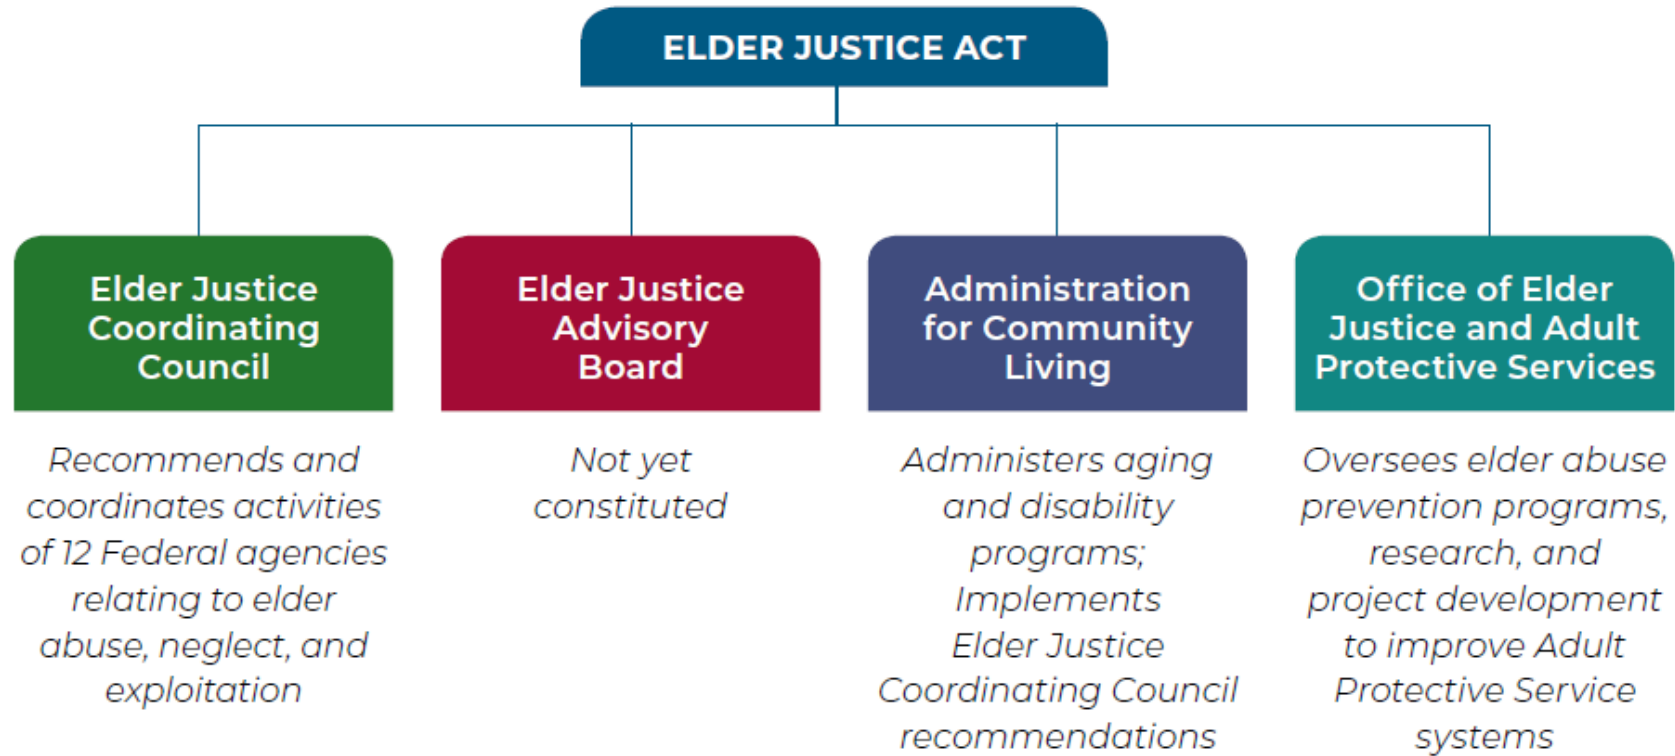 ELDER JUSTICE ACT
Elder Justice
Coordinating
Council
Recommends and
coordinates activities
of 12 Federal agencies
relating to elder
abuse, neglect, and
exploitation
Elder Justice
Advisory
Board
Not yet
constituted
Administration
for Community
Living
Administers aging
and disability
programs;
Implements
Elder Justice
Coordinating Council
recommendations
Office of Elder
Justice and Adult
Protective Services
Oversees elder abuse
prevention programs,
research, and
project development
to improve Adult
Protective Service
systems